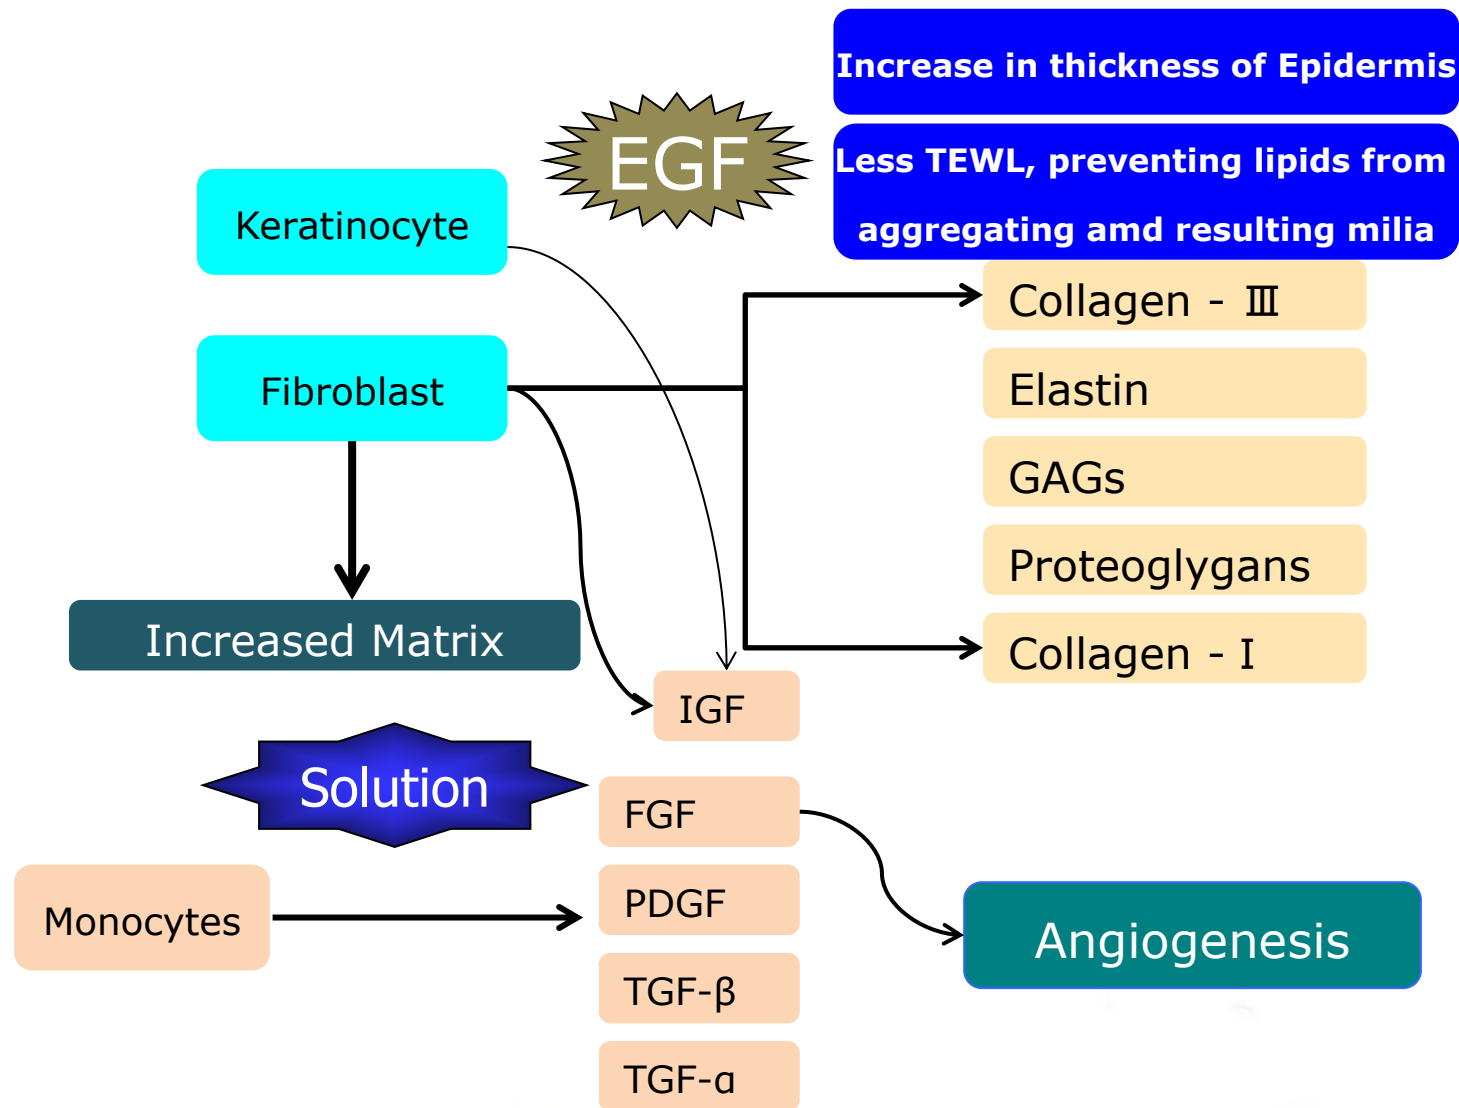 Increase in thickness of Epidermis
EGF
Less TEWL, preventing lipids from
aggregating amd resulting milia
Keratinocyte
Collagen - Ⅲ
Fibroblast
Elastin
GAGs
Proteoglygans
Increased Matrix
Collagen - Ⅰ
IGF
Solution
FGF
PDGF
Monocytes
Angiogenesis
TGF-β
TGF-α